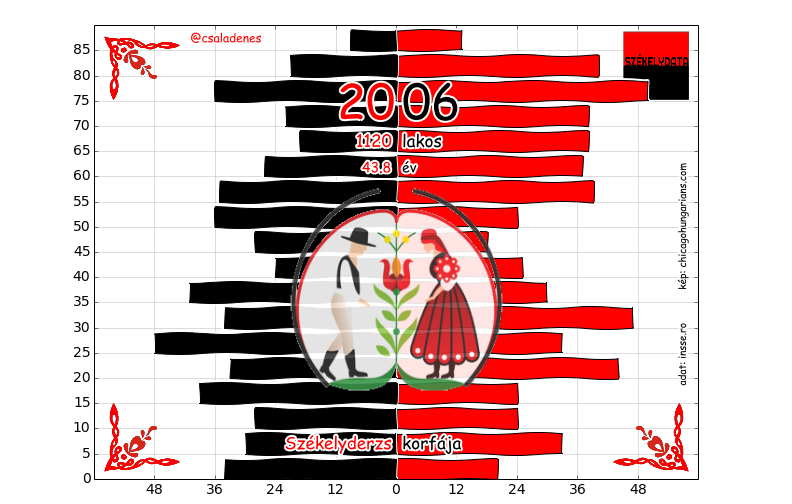 @csaladenes
SZÉKELYDATA
2006
1120 lakos
43.8 év
kép: chicagohungarians.com
adat: insse.ro
Székelyderzs korfája
85
80
75
70
65
60
55
50
45
40
35
30
25
20
15
10
5
0
48 36 24 12 0 12 24 36 48